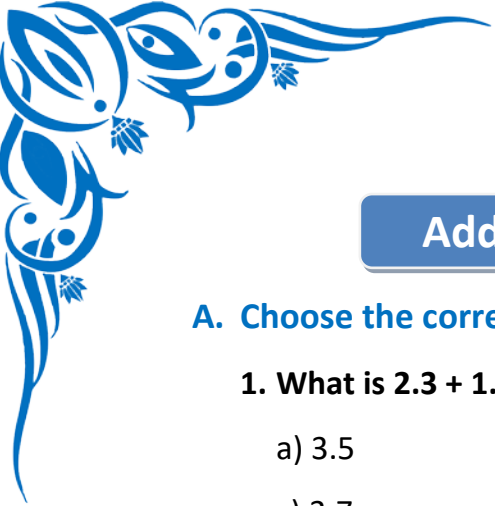 Add
A. Choose the corre
1. What is 2.3 + 1.
a) 3.5